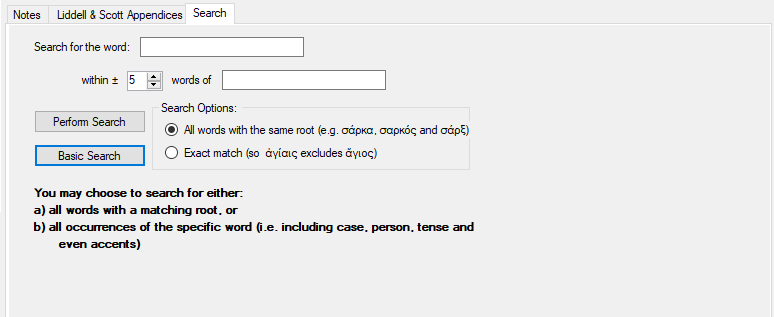 Notes Liddell & Scott Appendices Search
Search for the word:
within ± 5 words of
Search Options:
Perform Search
All words with the same root (e.g. σάρκα, σαρκός and σάρξ)
Basic Search
Exact match (so ἁγίαις excludes ἅγιος)
You may choose to search for either:
a) all words with a matching root, or
b) all occurrences of the specific word (i.e. including case, person, tense and
even accents)